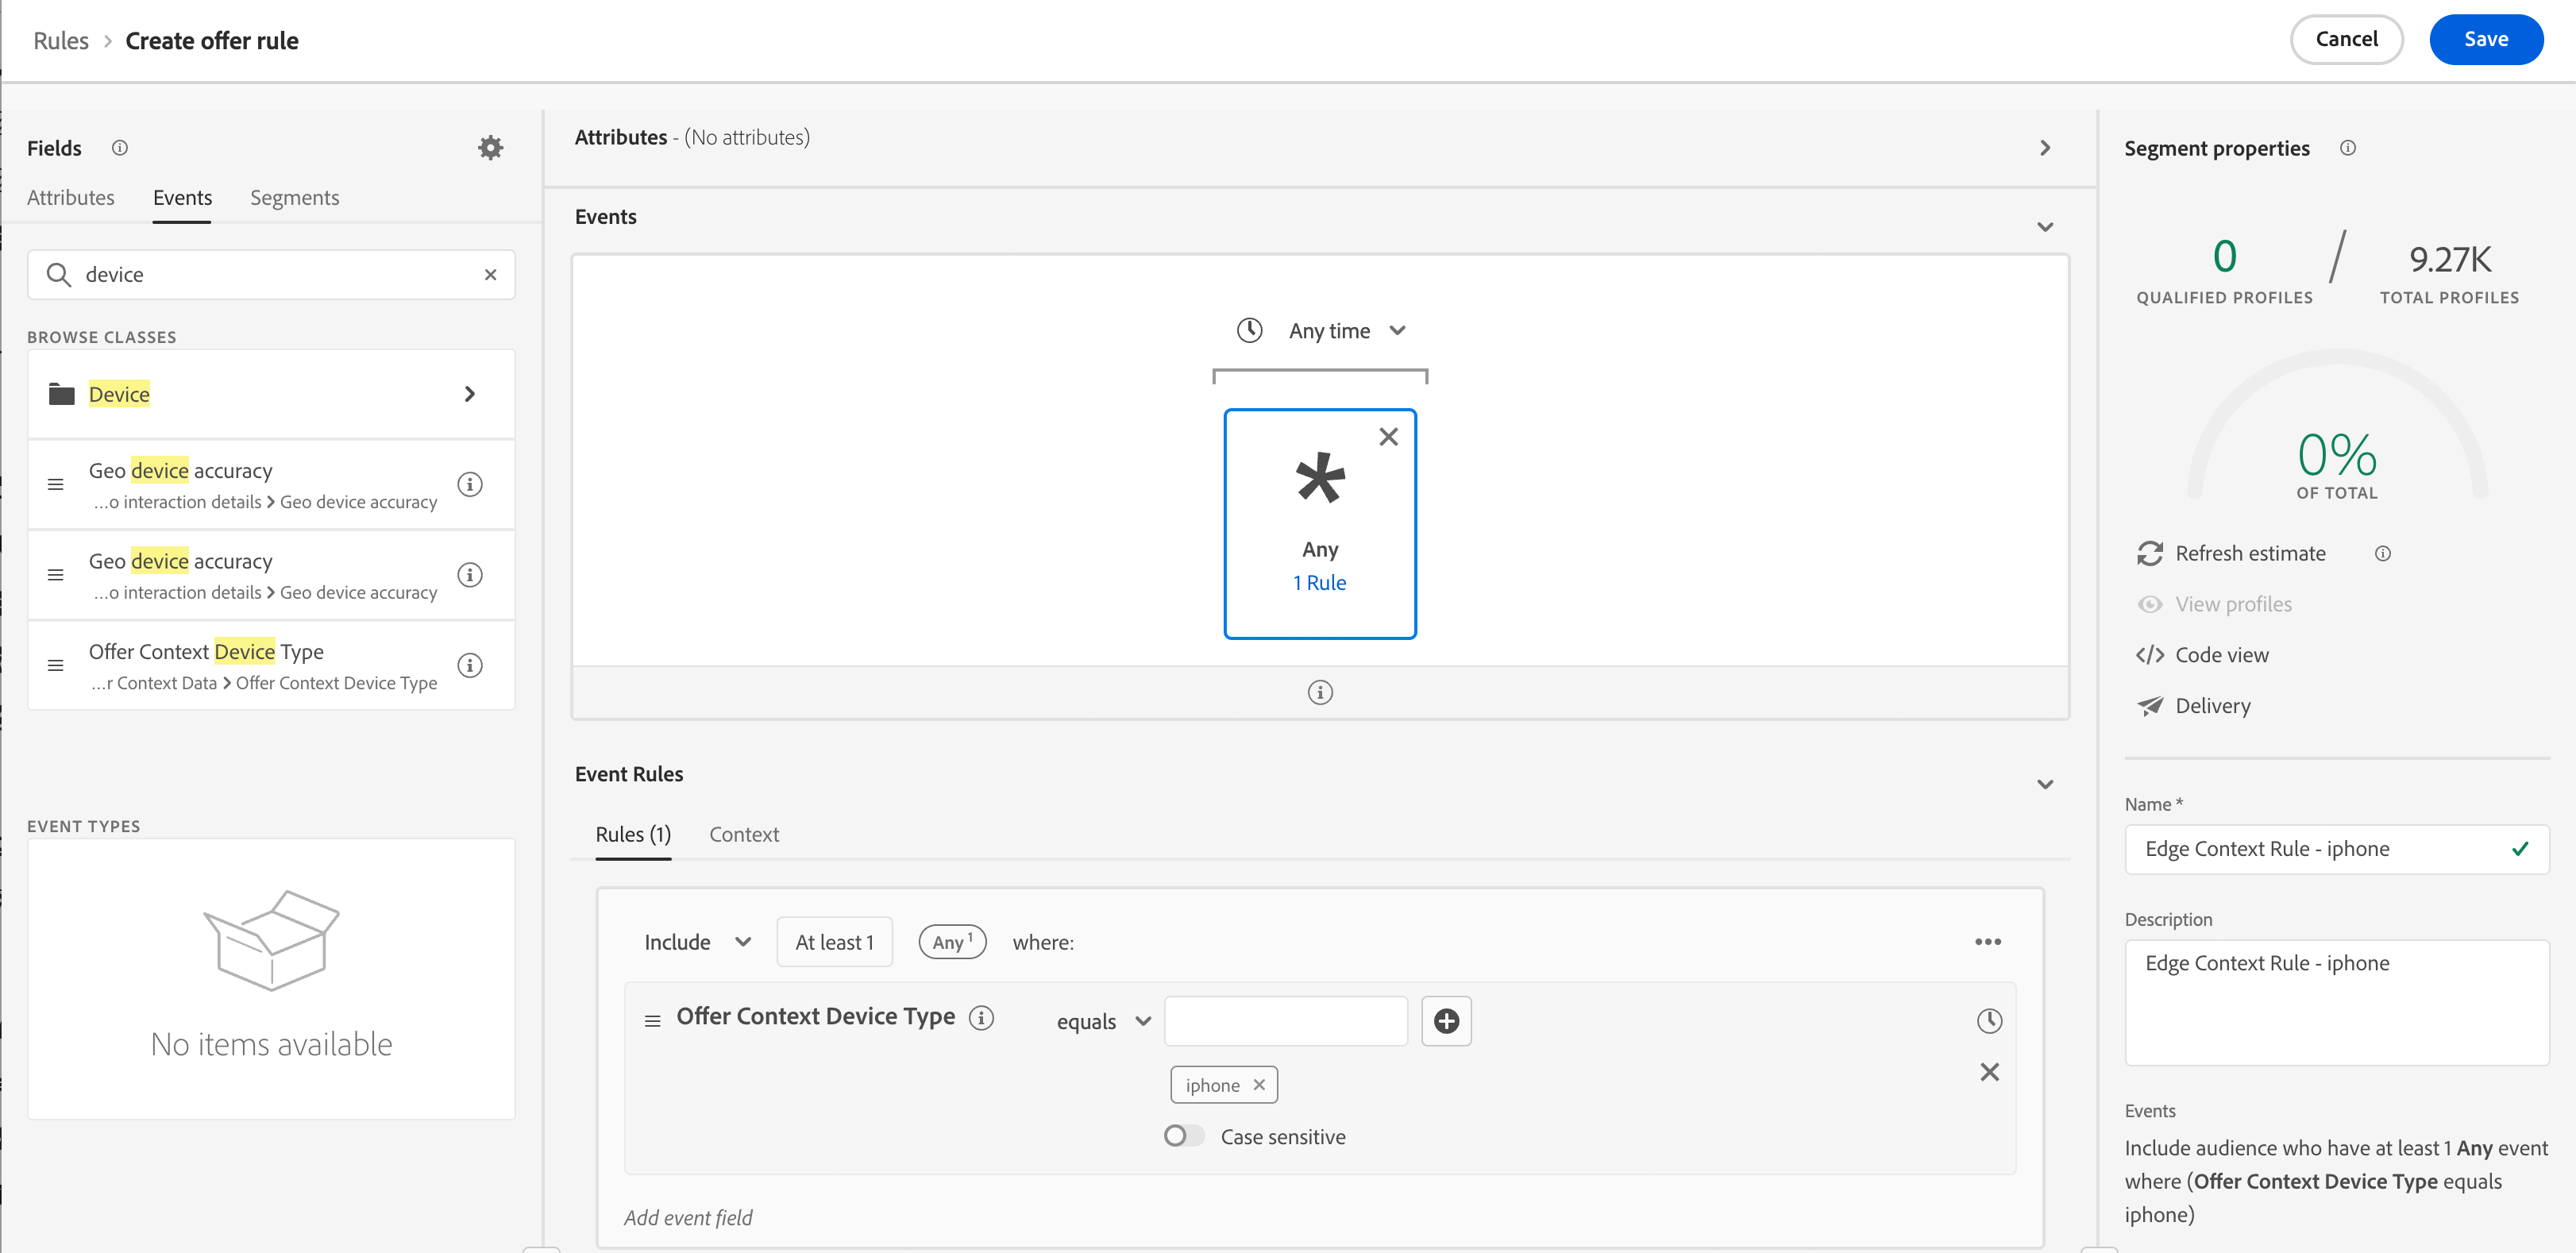 Rules > Create offer rule
Cancel
Save
Fields
Attributes Events Segments
device
BROWSE CLASSES
Device
Geo device accuracy
...o interaction details > Geo device accuracy
Geo device accuracy
...o interaction details > Geo device accuracy
Offer Context Device Type
...r Context Data > Offer Context Device Type
EVENT TYPES
No items available
Attributes - (No attributes)
Events
Any time
Any
1 Rule
Event Rules
Rules (1) Context
Include At least 1 Any 1 where:
Offer Context Device Type equals
iphone
Case sensitive
Add event field
Segment properties
0 / 9.27K
QUALIFIED PROFILES TOTAL PROFILES
0%
OF TOTAL
Refresh estimate
View profiles
</> Code view
Delivery
Name *
Edge Context Rule - iphone
Description
Edge Context Rule - iphone
Events
Include audience who have at least 1 Any event
where (Offer Context Device Type equals
iphone)